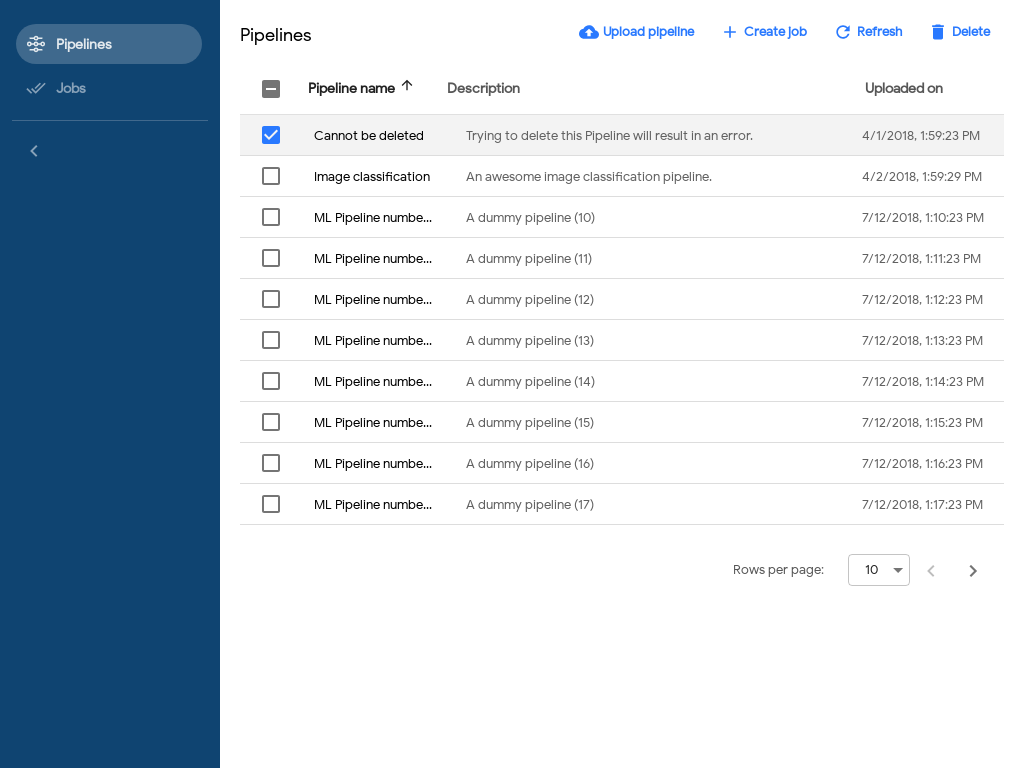 Pipelines
Jobs
Pipelines
Upload pipeline Create job Refresh Delete
Pipeline name Description Uploaded on
Cannot be deleted Trying to delete this Pipeline will result in an error. 4/1/2018, 1:59:23 PM
Image classification An awesome image classification pipeline. 4/2/2018, 1:59:29 PM
ML Pipeline numbe... A dummy pipeline (10) 7/12/2018, 1:10:23 PM
ML Pipeline numbe... A dummy pipeline (11) 7/12/2018, 1:11:23 PM
ML Pipeline numbe... A dummy pipeline (12) 7/12/2018, 1:12:23 PM
ML Pipeline numbe... A dummy pipeline (13) 7/12/2018, 1:13:23 PM
ML Pipeline numbe... A dummy pipeline (14) 7/12/2018, 1:14:23 PM
ML Pipeline numbe... A dummy pipeline (15) 7/12/2018, 1:15:23 PM
ML Pipeline numbe... A dummy pipeline (16) 7/12/2018, 1:16:23 PM
ML Pipeline numbe... A dummy pipeline (17) 7/12/2018, 1:17:23 PM
Rows per page: 10